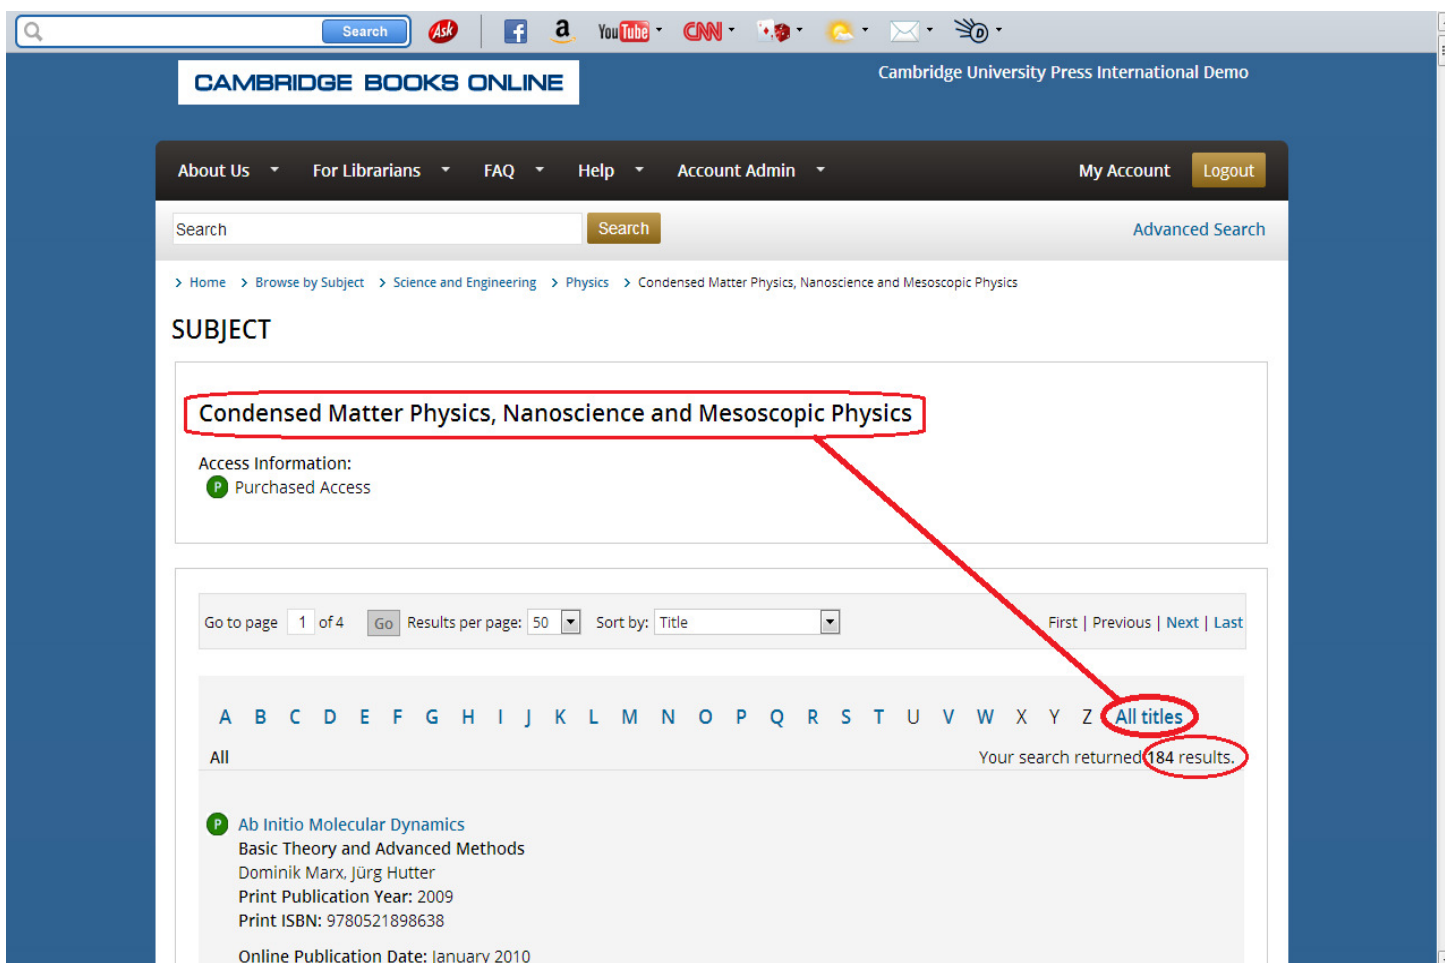 Search Ask f a YouTube CNN
CAMBRIDGE BOOKS ONLINE
Cambridge University Press International Demo
About Us For Librarians FAQ Help Account Admin My Account Logout
Search Search Advanced Search
> Home > Browse by Subject > Science and Engineering > Physics > Condensed Matter Physics, Nanoscience and Mesoscopic Physics
SUBJECT
Condensed Matter Physics, Nanoscience and Mesoscopic Physics
Access Information:
P Purchased Access
Go to page 1 of 4 Go Results per page: 50 Sort by: Title First | Previous | Next | Last
A B C D E F G H I J K L M N O P Q R S T U V W X Y Z All titles
All Your search returned 184 results.
P Ab Initio Molecular Dynamics
Basic Theory and Advanced Methods
Dominik Marx, Jürg Hutter
Print Publication Year: 2009
Print ISBN: 9780521898638
Online Publication Date: January 2010